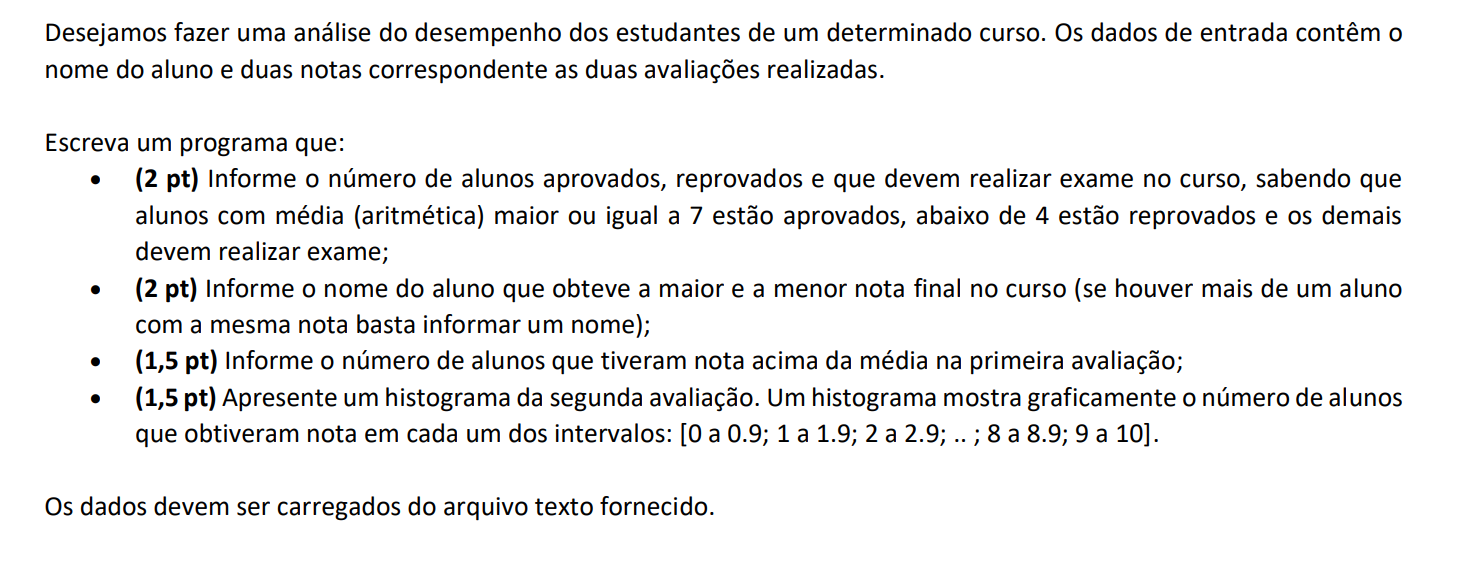 Desejamos fazer uma análise do desempenho dos estudantes de um determinado curso. Os dados de entrada contêm o
nome do aluno e duas notas correspondente as duas avaliações realizadas.
Escreva um programa que:
• (2 pt) Informe o número de alunos aprovados, reprovados e que devem realizar exame no curso, sabendo que
alunos com média (aritmética) maior ou igual a 7 estão aprovados, abaixo de 4 estão reprovados e os demais
devem realizar exame;
• (2 pt) Informe o nome do aluno que obteve a maior e a menor nota final no curso (se houver mais de um aluno
com a mesma nota basta informar um nome);
• (1,5 pt) Informe o número de alunos que tiveram nota acima da média na primeira avaliação;
• (1,5 pt) Apresente um histograma da segunda avaliação. Um histograma mostra graficamente o número de alunos
que obtiveram nota em cada um dos intervalos: [0 a 0.9; 1 a 1.9; 2 a 2.9; .. ; 8 a 8.9; 9 a 10].
Os dados devem ser carregados do arquivo texto fornecido.